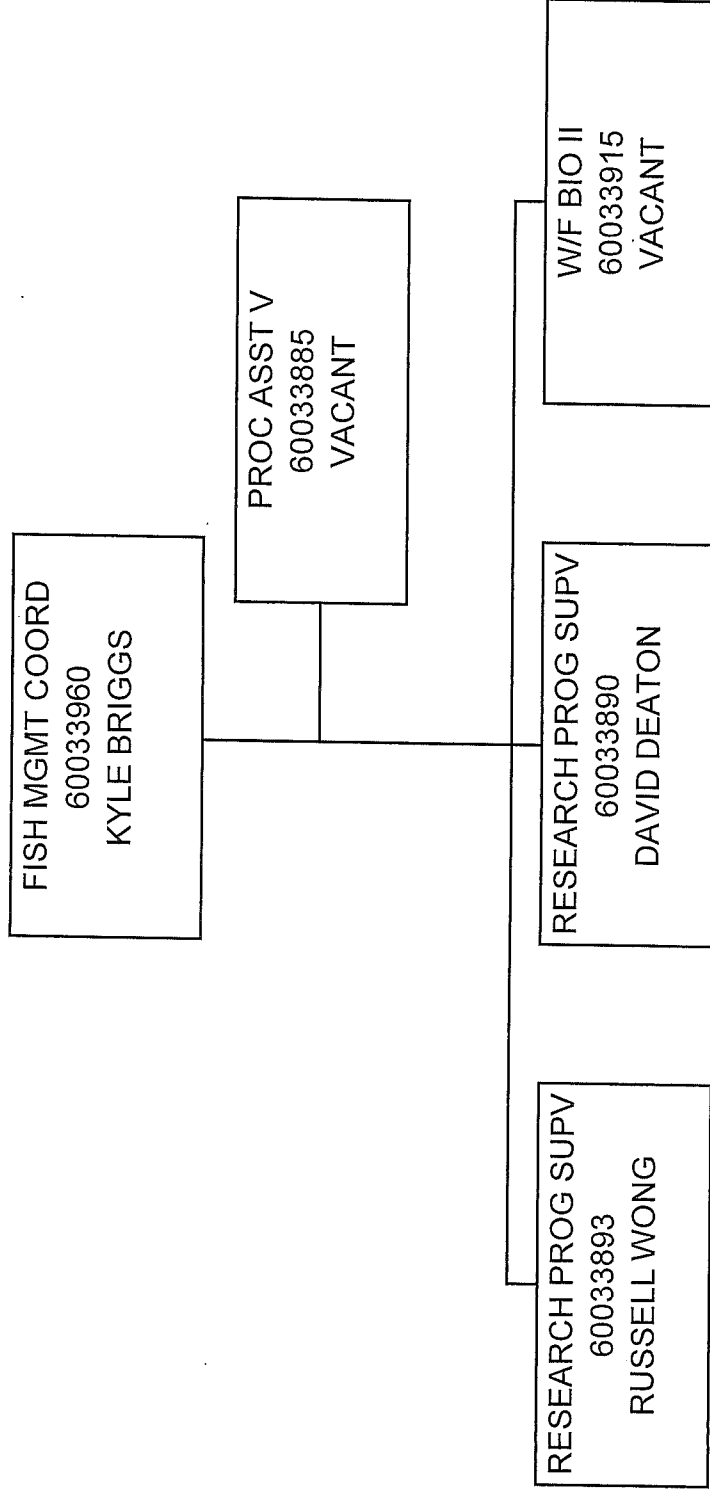 FISH MGMT COORD
60033960
KYLE BRIGGS
PROC ASST V
60033885
VACANT
RESEARCH PROG SUPV
60033893
RUSSELL WONG
RESEARCH PROG SUPV
60033890
DAVID DEATON
W/F BIO II
60033915
VACANT